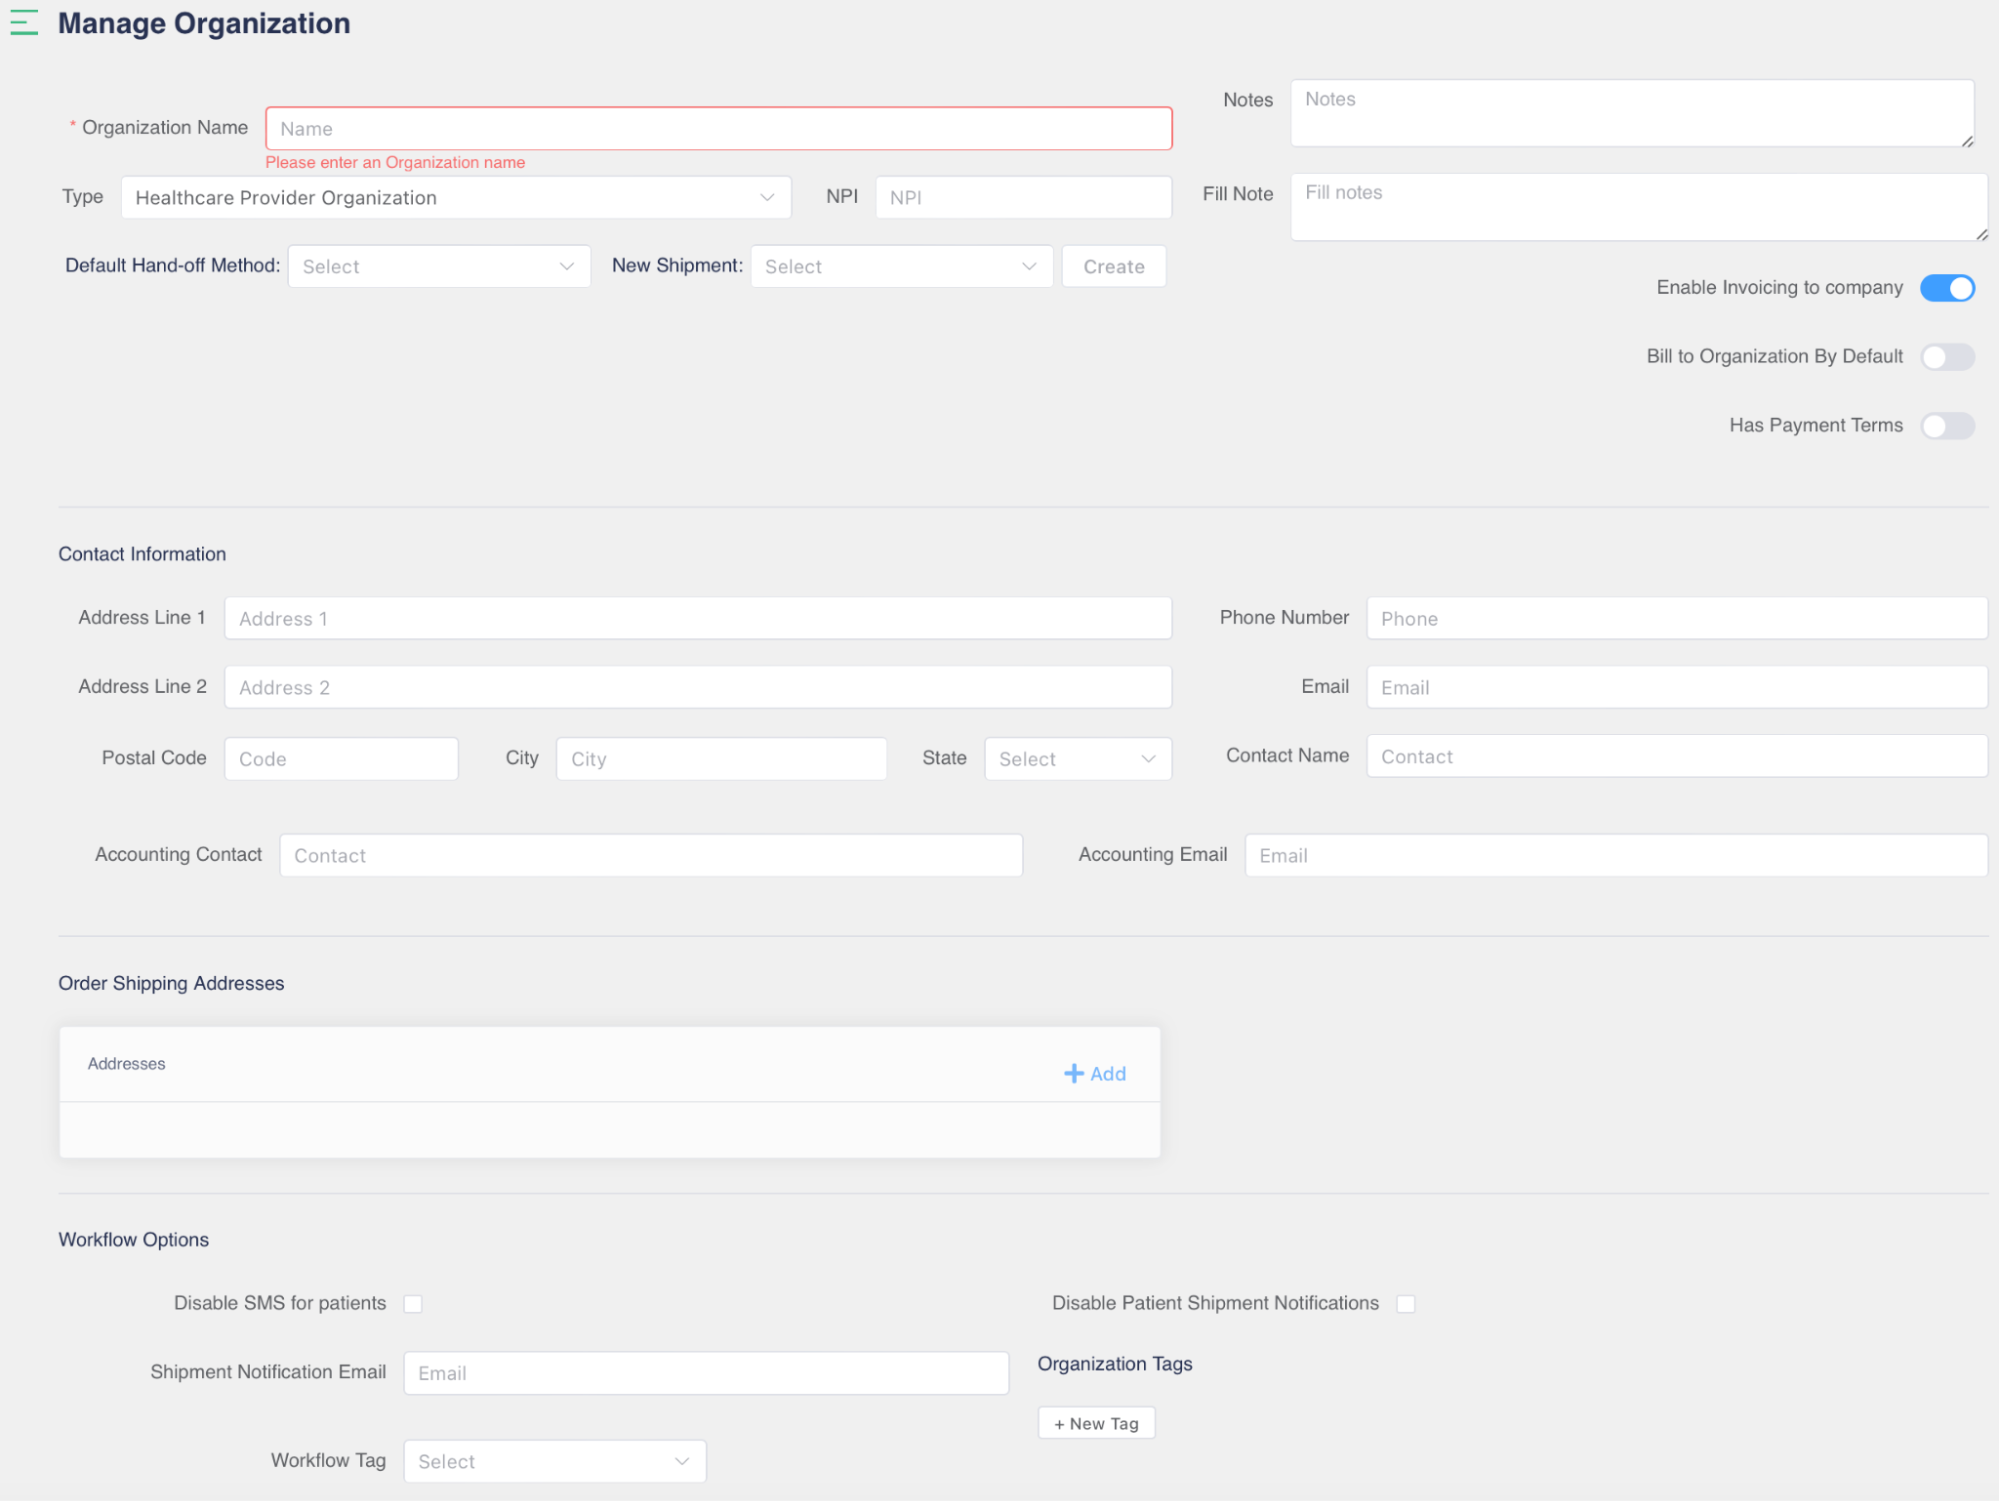 Manage Organization
* Organization Name Name
Please enter an Organization name
Type Healthcare Provider Organization NPI NPI
Default Hand-off Method: Select New Shipment: Select Create
Notes Notes
Fill Note Fill notes
Enable Invoicing to company
Bill to Organization By Default
Has Payment Terms
Contact Information
Address Line 1 Address 1 Phone Number Phone
Address Line 2 Address 2 Email Email
Postal Code Code City City State Select Contact Name Contact
Accounting Contact Contact Accounting Email Email
Order Shipping Addresses
Addresses
+ Add
Workflow Options
Disable SMS for patients Disable Patient Shipment Notifications
Shipment Notification Email Email Organization Tags
+ New Tag
Workflow Tag Select